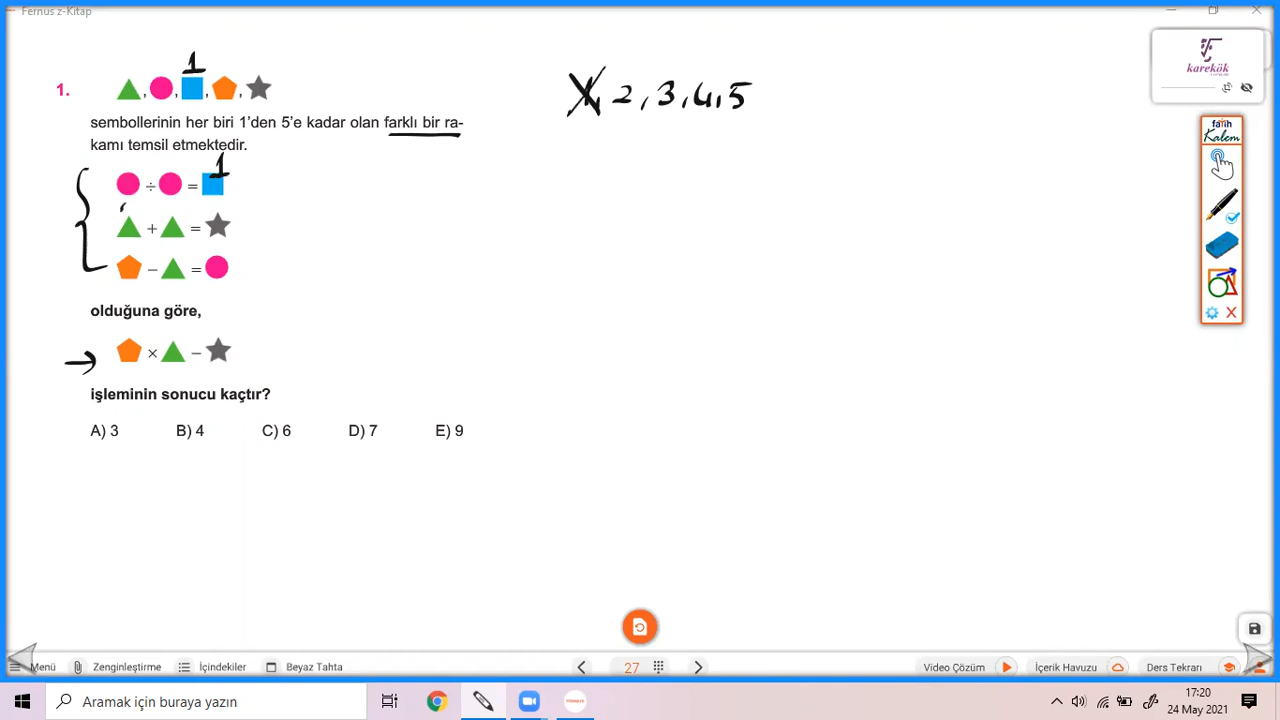 Fernus z-Kitap
karekök
1
1.
, , , ,
X, 2, 3, 4, 5
sembollerinin her biri 1'den 5'e kadar olan farklı bir ra-
kamı temsil etmektedir.
÷ = 1
+ =
− =
olduğuna göre,
→ × −
işleminin sonucu kaçtır?
A) 3 B) 4 C) 6 D) 7 E) 9
fatih
Kalem
X
Menü Zenginleştirme İçindekiler Beyaz Tahta 27 Video Çözüm İçerik Havuzu Ders Tekrarı
Aramak için buraya yazın
17:20
24 May 2021